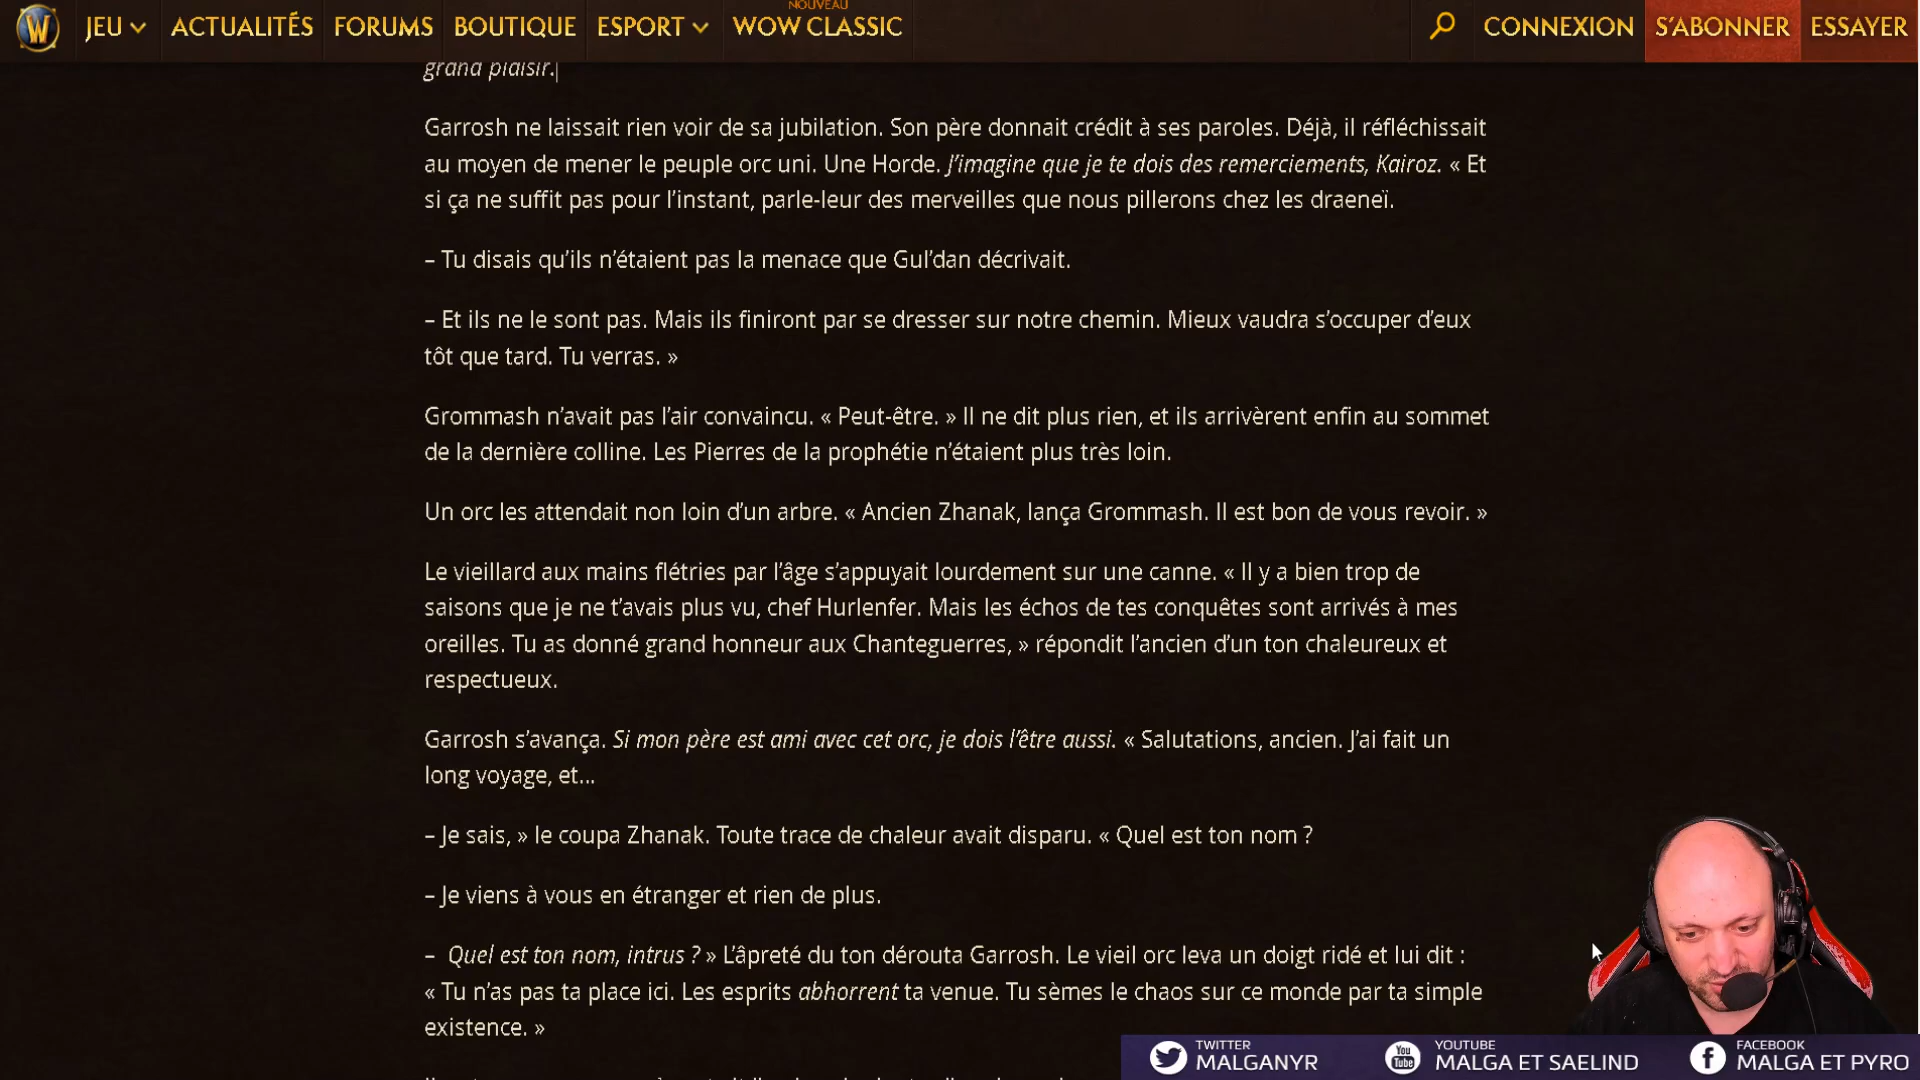 NOUVEAU
W JEU ACTUALITÉS FORUMS BOUTIQUE ESPORT WOW CLASSIC CONNEXION S'ABONNER ESSAYER
grand plaisir.
Garrosh ne laissait rien voir de sa jubilation. Son père donnait crédit à ses paroles. Déjà, il réfléchissait
au moyen de mener le peuple orc uni. Une Horde. J'imagine que je te dois des remerciements, Kairoz. « Et
si ça ne suffit pas pour l'instant, parle-leur des merveilles que nous pillerons chez les draeneï.
– Tu disais qu'ils n'étaient pas la menace que Gul'dan décrivait.
– Et ils ne le sont pas. Mais ils finiront par se dresser sur notre chemin. Mieux vaudra s'occuper d'eux
tôt que tard. Tu verras. »
Grommash n'avait pas l'air convaincu. « Peut-être. » Il ne dit plus rien, et ils arrivèrent enfin au sommet
de la dernière colline. Les Pierres de la prophétie n'étaient plus très loin.
Un orc les attendait non loin d'un arbre. « Ancien Zhanak, lança Grommash. Il est bon de vous revoir. »
Le vieillard aux mains flétries par l'âge s'appuyait lourdement sur une canne. « Il y a bien trop de
saisons que je ne t'avais plus vu, chef Hurlenfer. Mais les échos de tes conquêtes sont arrivés à mes
oreilles. Tu as donné grand honneur aux Chanteguerres, » répondit l'ancien d'un ton chaleureux et
respectueux.
Garrosh s'avança. Si mon père est ami avec cet orc, je dois l'être aussi. « Salutations, ancien. J'ai fait un
long voyage, et...
– Je sais, » le coupa Zhanak. Toute trace de chaleur avait disparu. « Quel est ton nom ?
– Je viens à vous en étranger et rien de plus.
– Quel est ton nom, intrus ? » L'âpreté du ton dérouta Garrosh. Le vieil orc leva un doigt ridé et lui dit :
« Tu n'as pas ta place ici. Les esprits abhorrent ta venue. Tu sèmes le chaos sur ce monde par ta simple
existence. »
TWITTER
MALGANYR
You Tube
YOUTUBE
MALGA ET SAELIND
FACEBOOK
MALGA ET PYRO